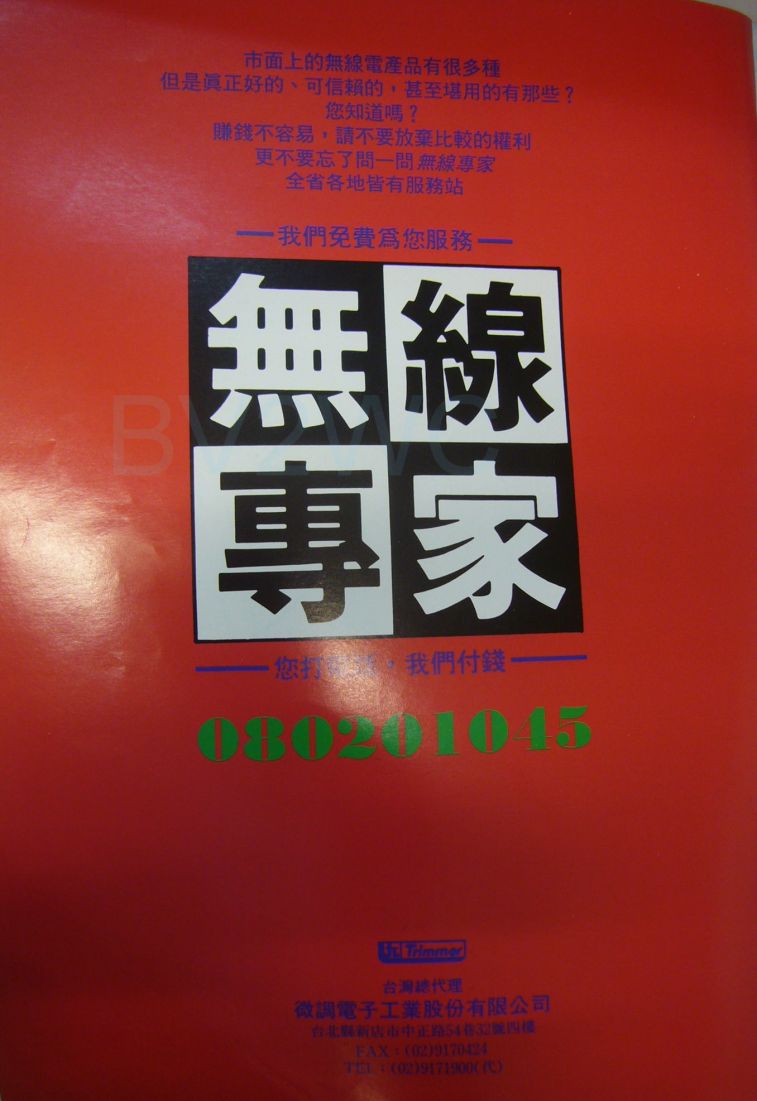 市面上的無線電產品有很多種
但是眞正好的、可信賴的，甚至堪用的有那些？
您知道嗎？
賺錢不容易，請不要放棄比較的權利
更不要忘了問一問無線專家
全省各地皆有服務站
我們免費爲您服務
無線
專家
BV2WC
您打電話，我們付錢
080201045
Trimmer
台灣總代理
微調電子工業股份有限公司
台北縣新店市中正路54巷32號四樓
FAX：(02)9170424
TEL：(02)9171900(代)